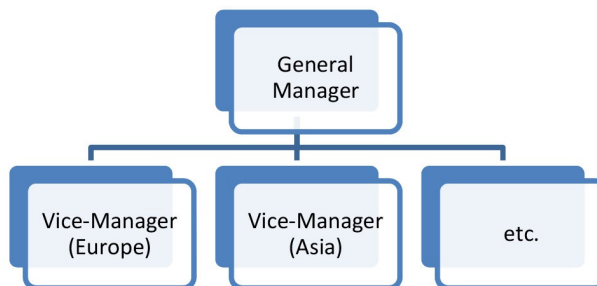 General
Manager
Vice-Manager
(Europe)
Vice-Manager
(Asia)
etc.